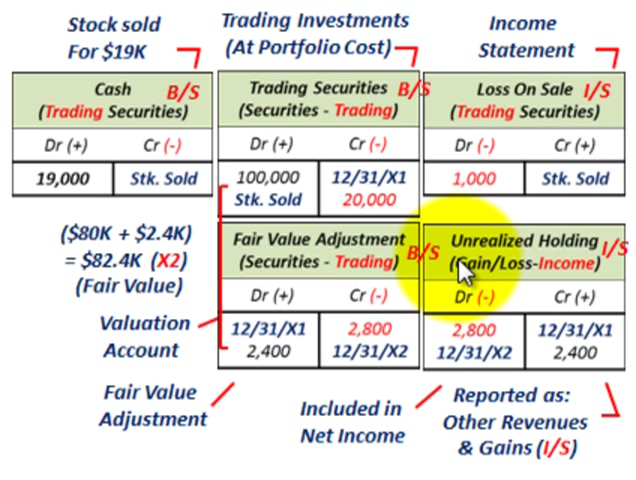 Stock sold
For $19K
Trading Investments
(At Portfolio Cost)
Income
Statement
Cash B/S
(Trading Securities)
Dr (+) Cr (-)
19,000 Stk. Sold
Trading Securities B/S
(Securities - Trading)
Dr (+) Cr (-)
100,000 12/31/X1
Stk. Sold 20,000
Loss On Sale I/S
(Trading Securities)
Dr (-) Cr (+)
1,000 Stk. Sold
($80K + $2.4K)
= $82.4K (X2)
(Fair Value)
Valuation
Account
Fair Value
Adjustment
Fair Value Adjustment B/S
(Securities - Trading)
Dr (+) Cr (-)
12/31/X1 2,800
2,400 12/31/X2
Unrealized Holding I/S
(Gain/Loss-Income)
Dr (-) Cr (+)
2,800 12/31/X1
12/31/X2 2,400
Included in
Net Income
Reported as:
Other Revenues
& Gains (I/S)